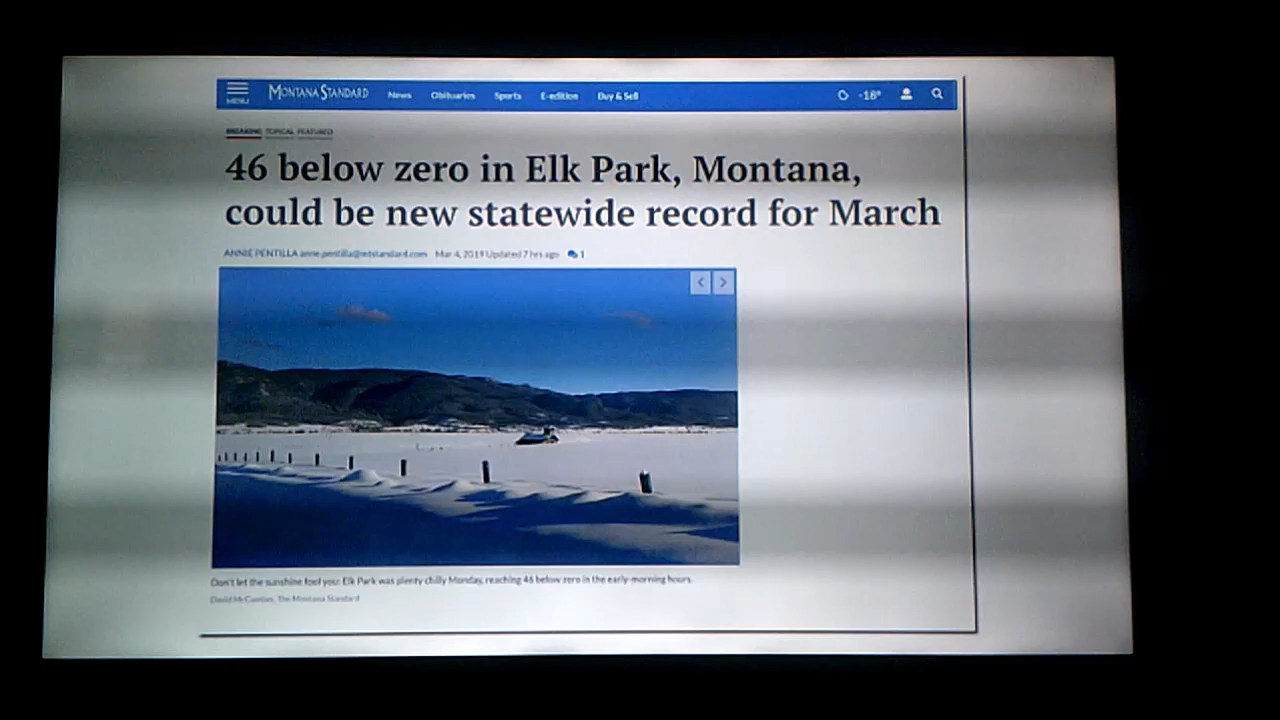 MENU MONTANA STANDARD News Obituaries Sports E-edition Buy & Sell -18°
BREAKING TOPICAL FEATURED
46 below zero in Elk Park, Montana,
could be new statewide record for March
ANNIE PENTILLA anne.pentilla@mtstandard.com Mar 4, 2019 Updated 7 hrs ago 1
Don't let the sunshine fool you: Elk Park was plenty chilly Monday, reaching 46 below zero in the early-morning hours.
David McCumber, The Montana Standard